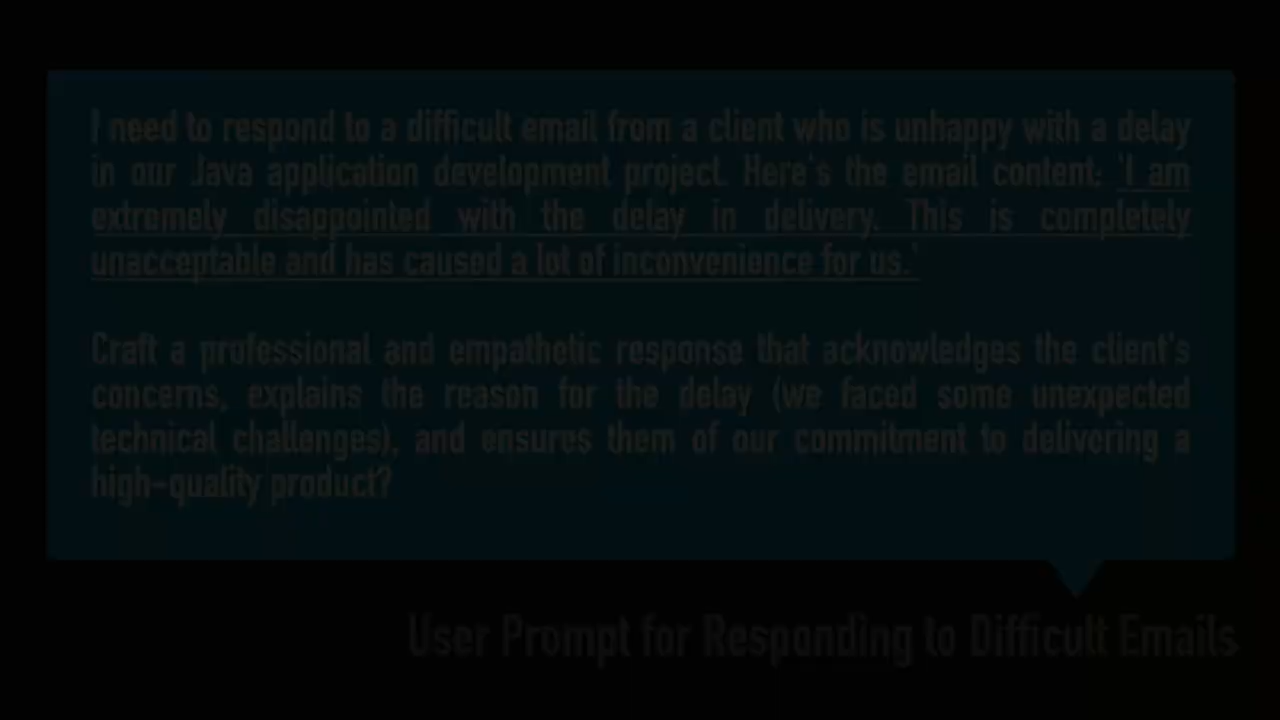 I need to respond to a difficult email from a client who is unhappy with a delay
in our Java application development project. Here's the email content: 'I am
extremely disappointed with the delay in delivery. This is completely
unacceptable and has caused a lot of inconvenience for us.'
Craft a professional and empathetic response that acknowledges the client's
concerns, explains the reason for the delay (we faced some unexpected
technical challenges), and ensures them of our commitment to delivering a
high-quality product?
User Prompt for Responding to Difficult Emails